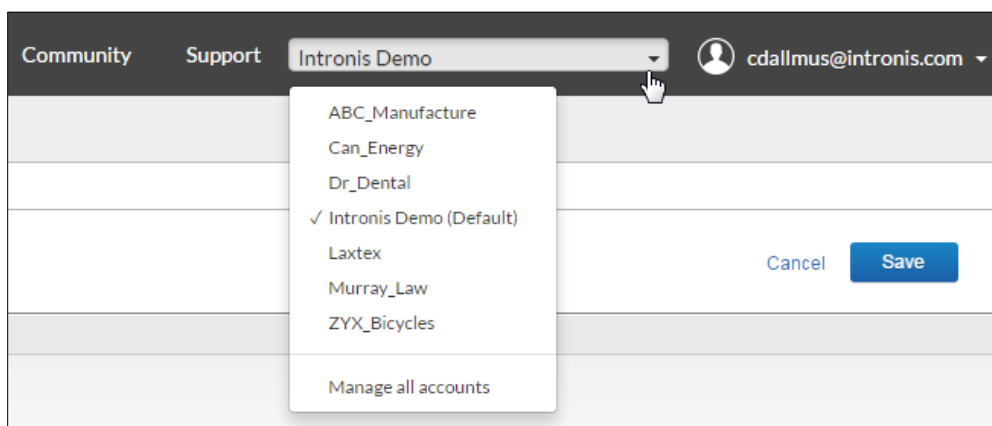 Community Support Intronis Demo cdallmus@intronis.com
ABC_Manufacture
Can_Energy
Dr_Dental
✓ Intronis Demo (Default)
Laxtex
Cancel Save
Murray_Law
ZYX_Bicycles
Manage all accounts